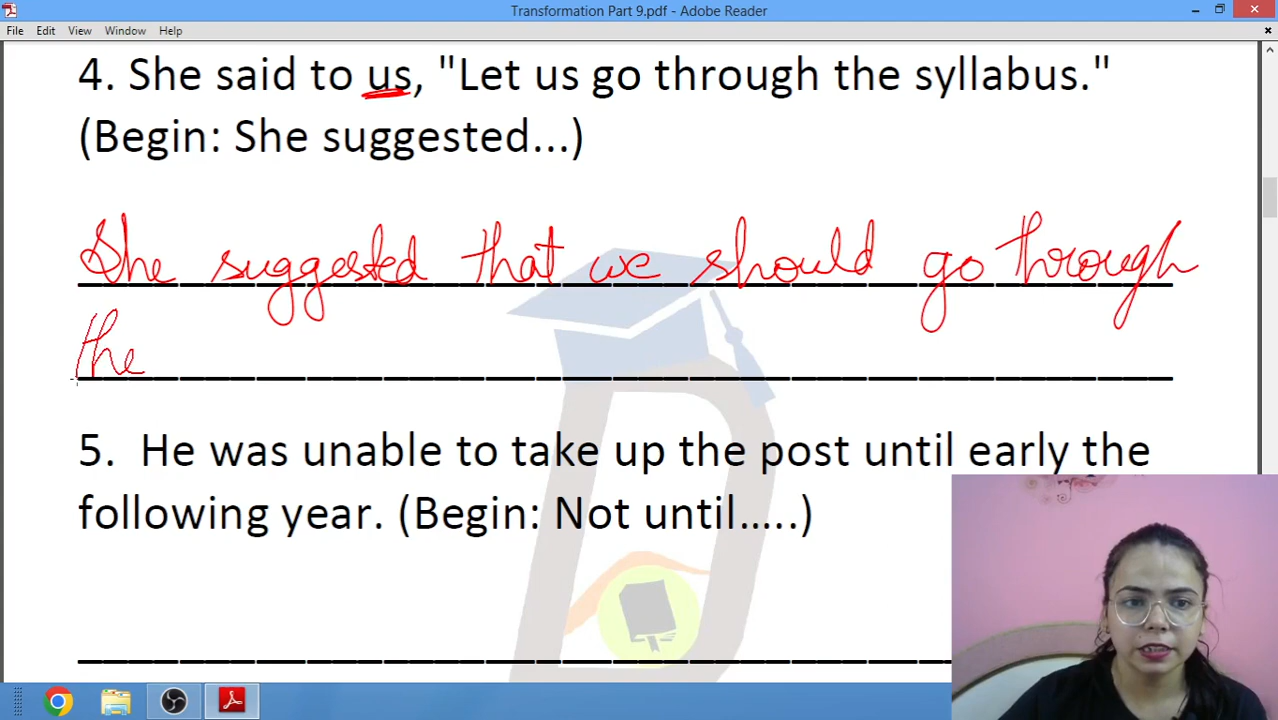 Transformation Part 9.pdf - Adobe Reader
File Edit View Window Help
4. She said to us, "Let us go through the syllabus."
(Begin: She suggested...)
She suggested that we should go through
the
5. He was unable to take up the post until early the
following year. (Begin: Not until.....)